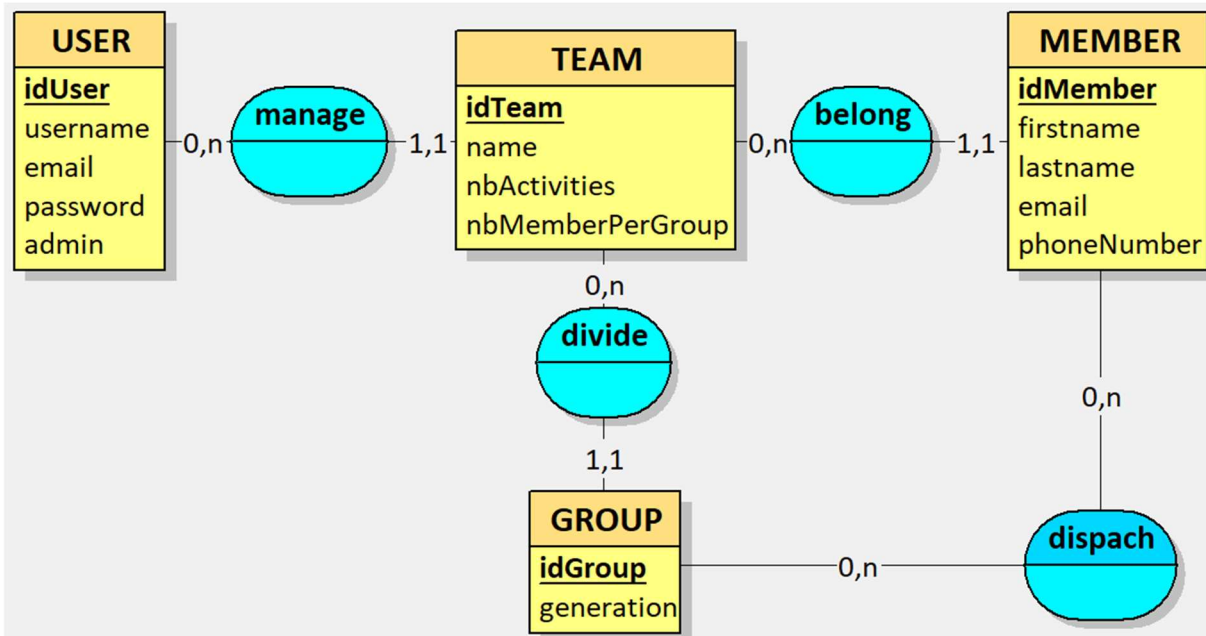 USER
idUser
username
email
password
admin
0,n
manage
1,1
TEAM
idTeam
name
nbActivities
nbMemberPerGroup
0,n
belong
1,1
MEMBER
idMember
firstname
lastname
email
phoneNumber
0,n
divide
1,1
0,n
GROUP
idGroup
generation
0,n
dispach